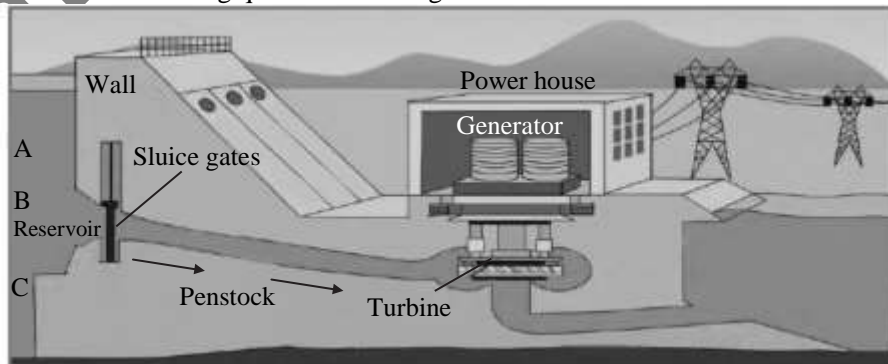 Wall
Power house
Generator
A
Sluice gates
B
Reservoir
C
Penstock
Turbine